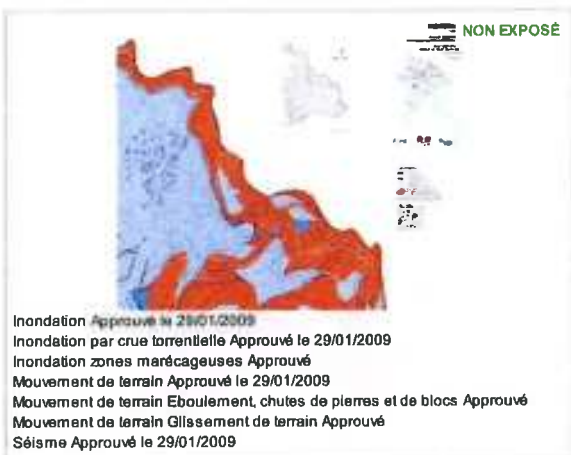 NON EXPOSÉ
Inondation Approuvé le 29/01/2009
Inondation par crue torrentielle Approuvé le 29/01/2009
Inondation zones marécageuses Approuvé
Mouvement de terrain Approuvé le 29/01/2009
Mouvement de terrain Eboulement, chutes de pierres et de blocs Approuvé
Mouvement de terrain Glissement de terrain Approuvé
Séisme Approuvé le 29/01/2009